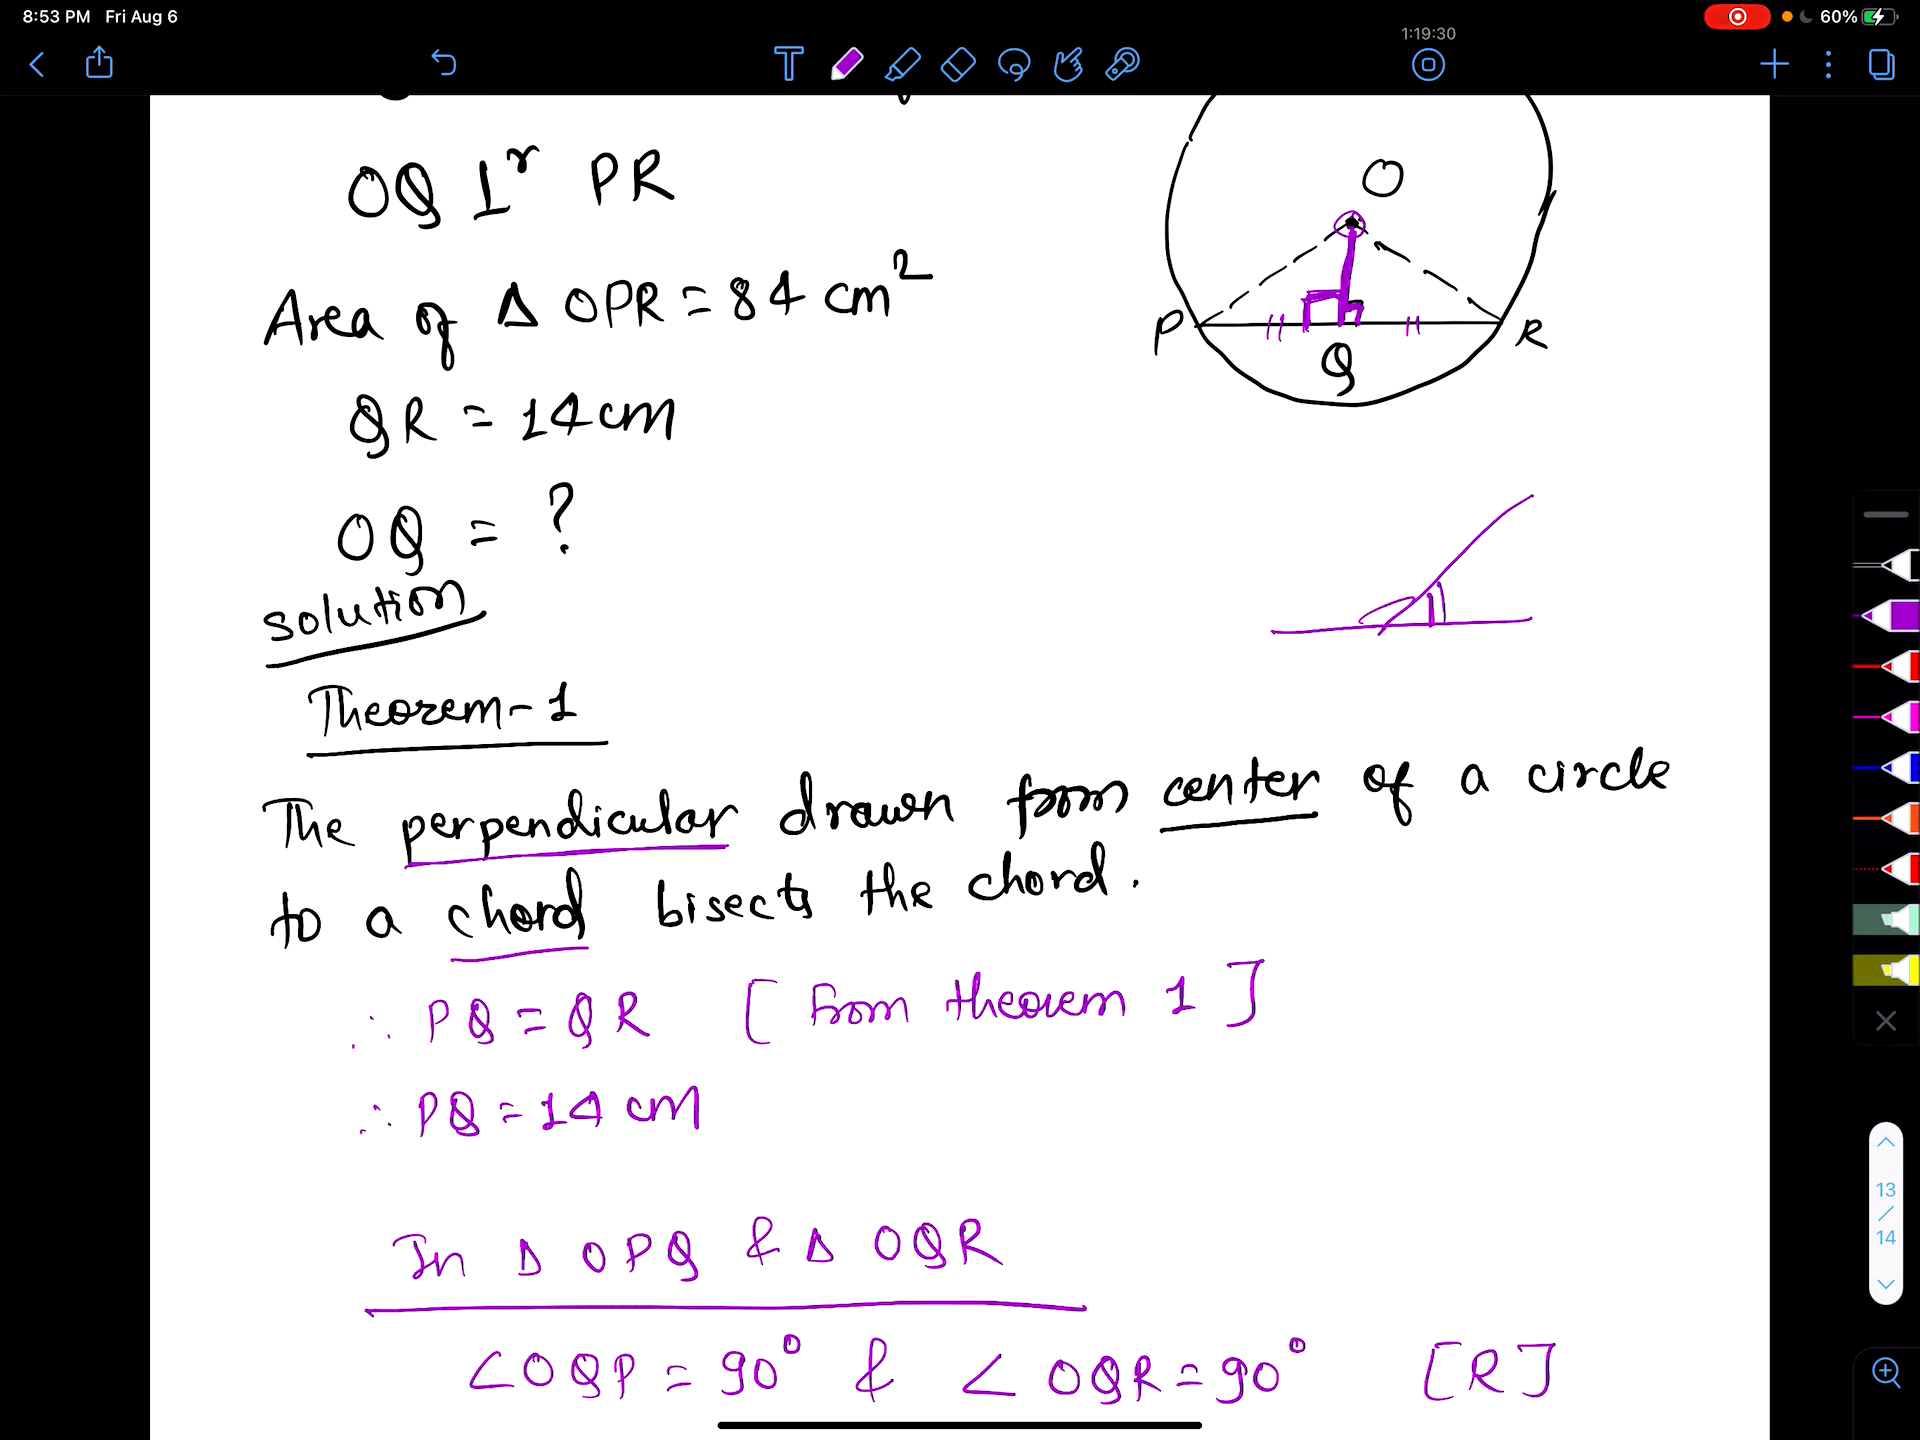 8:53 PM Fri Aug 6
60%
1:19:30
T
OQ ⊥r PR
Area of Δ OPR = 84 cm²
QR = 14 cm
OQ = ?
O
P
Q
R
solution
Theorem-1
The perpendicular drawn from center of a circle
to a chord bisects the chord.
∴ PQ = QR [ From theorem 1 ]
∴ PQ = 14 cm
In Δ OPQ & Δ OQR
∠OQP = 90° & ∠OQR = 90° [R]
13
/
14